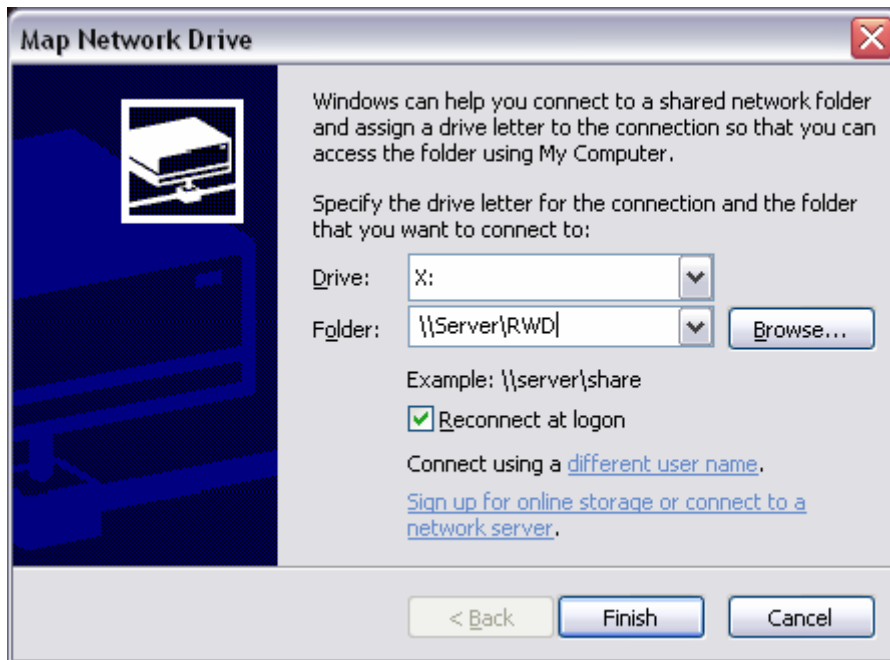 Map Network Drive
Windows can help you connect to a shared network folder
and assign a drive letter to the connection so that you can
access the folder using My Computer.
Specify the drive letter for the connection and the folder
that you want to connect to:
Drive: X:
Folder: \\Server\RWD Browse...
Example: \\server\share
Reconnect at logon
Connect using a different user name.
Sign up for online storage or connect to a
network server.
< Back Finish Cancel